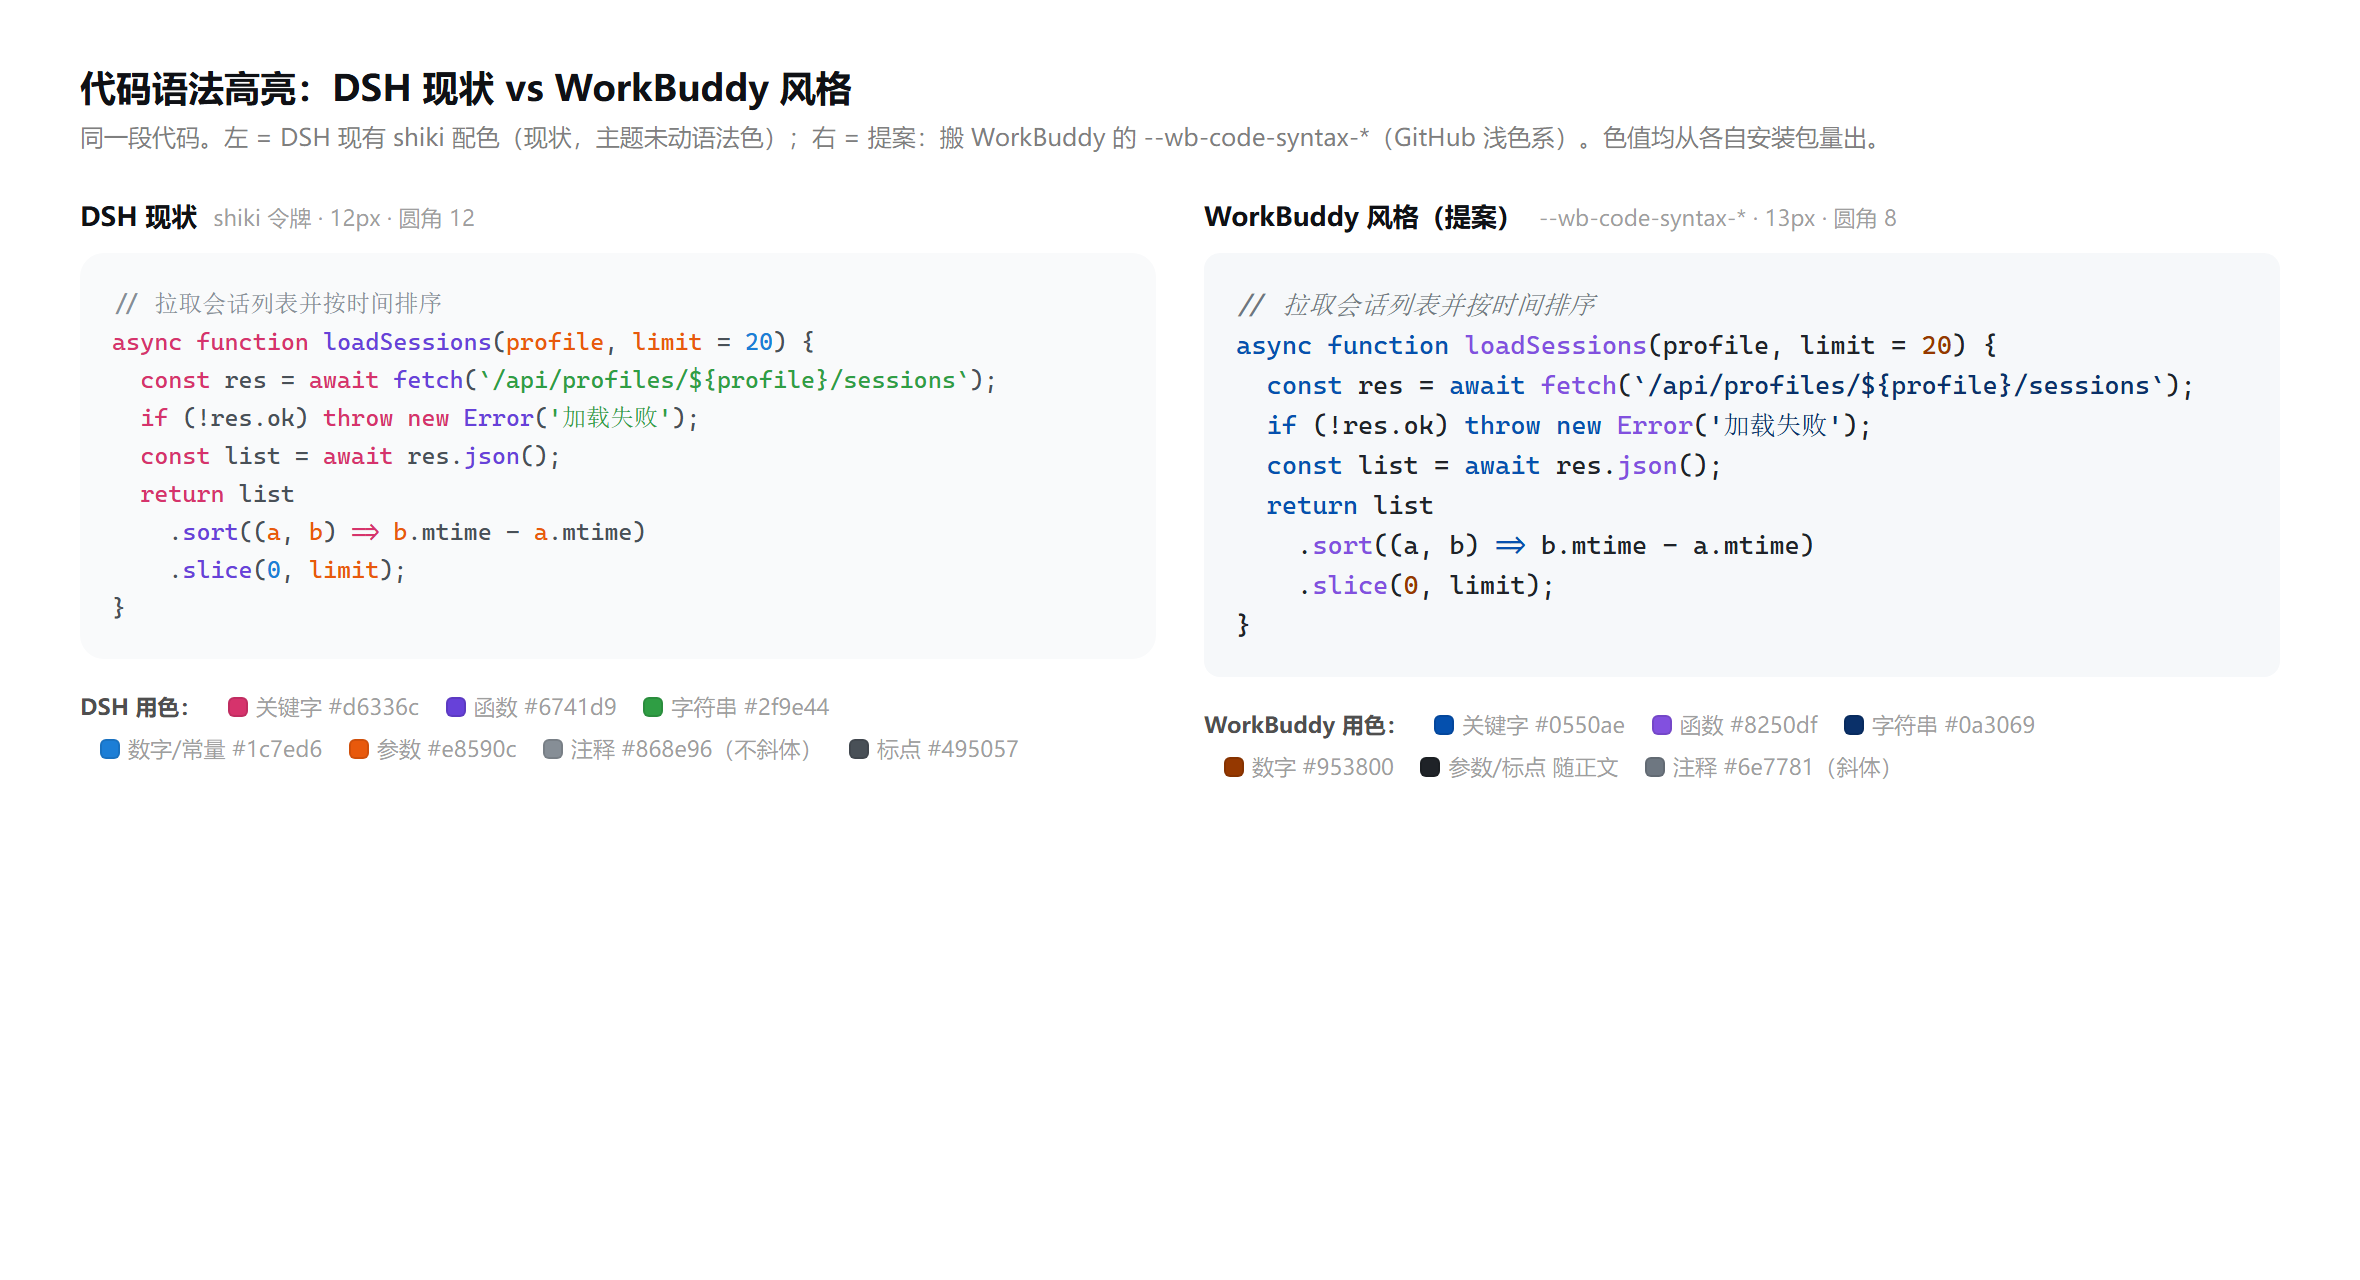 代码语法高亮：DSH 现状 vs WorkBuddy 风格
同一段代码。左 = DSH 现有 shiki 配色（现状，主题未动语法色）；右 = 提案：搬 WorkBuddy 的 --wb-code-syntax-*（GitHub 浅色系）。色值均从各自安装包量出。
DSH 现状 shiki 令牌 · 12px · 圆角 12
// 拉取会话列表并按时间排序
async function loadSessions(profile, limit = 20) {
  const res = await fetch(`/api/profiles/${profile}/sessions`);
  if (!res.ok) throw new Error('加载失败');
  const list = await res.json();
  return list
    .sort((a, b) => b.mtime - a.mtime)
    .slice(0, limit);
}
DSH 用色： 关键字 #d6336c 函数 #6741d9 字符串 #2f9e44
数字/常量 #1c7ed6 参数 #e8590c 注释 #868e96（不斜体） 标点 #495057
WorkBuddy 风格（提案） --wb-code-syntax-* · 13px · 圆角 8
// 拉取会话列表并按时间排序
async function loadSessions(profile, limit = 20) {
  const res = await fetch(`/api/profiles/${profile}/sessions`);
  if (!res.ok) throw new Error('加载失败');
  const list = await res.json();
  return list
    .sort((a, b) => b.mtime - a.mtime)
    .slice(0, limit);
}
WorkBuddy 用色： 关键字 #0550ae 函数 #8250df 字符串 #0a3069
数字 #953800 参数/标点 随正文 注释 #6e7781（斜体）